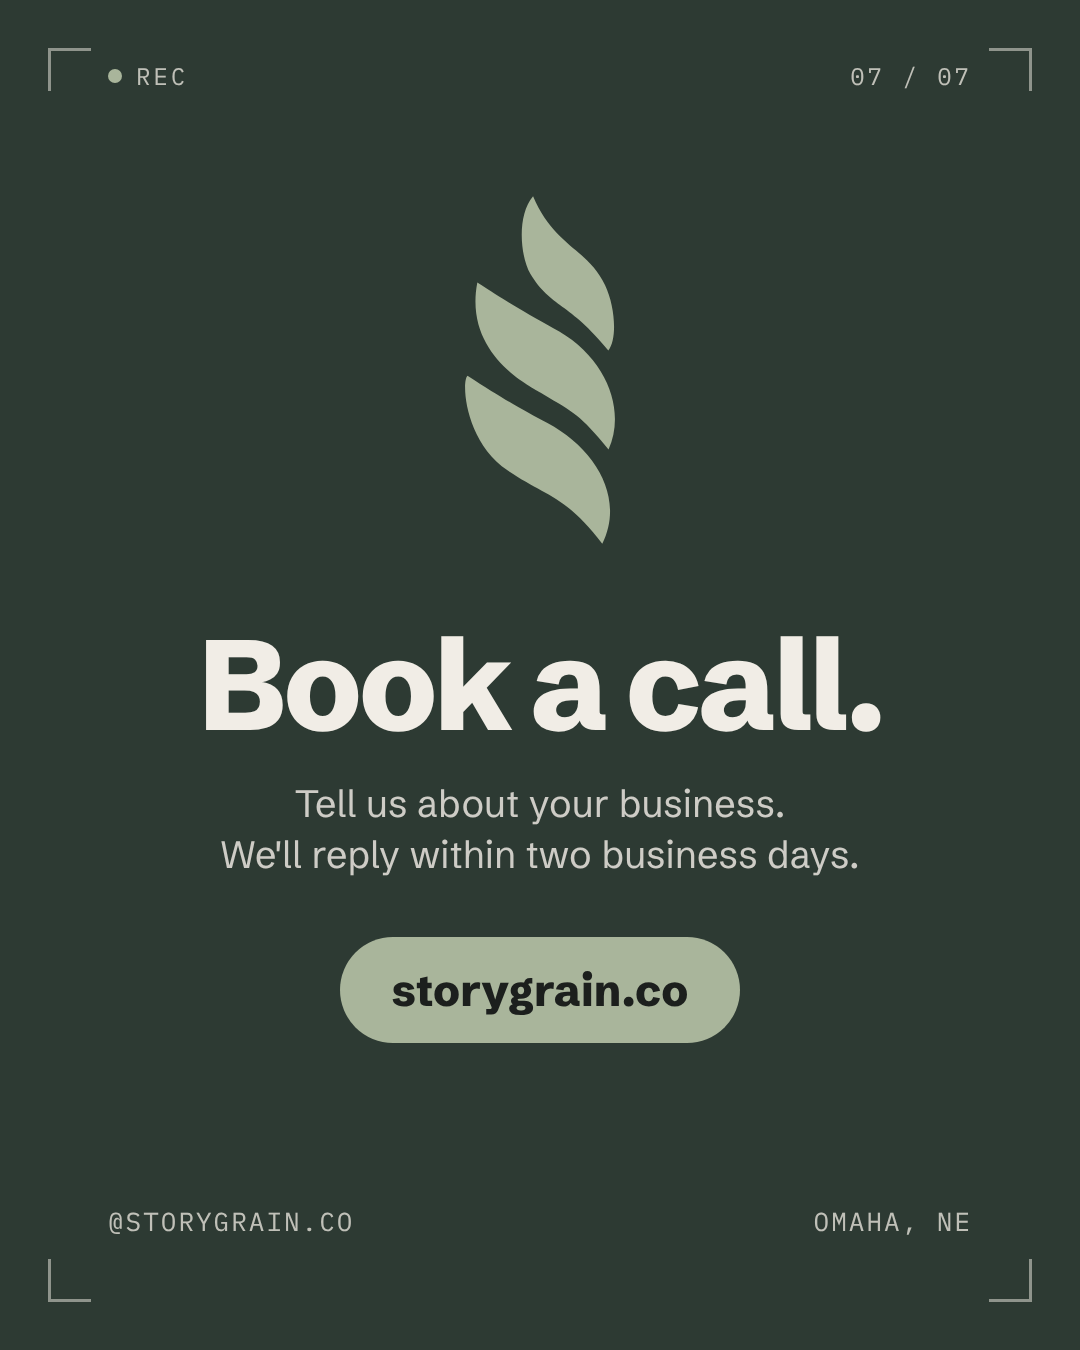 REC
07 / 07
Book a call.
Tell us about your business.
We'll reply within two business days.
storygrain.co
@STORYGRAIN.CO
OMAHA, NE